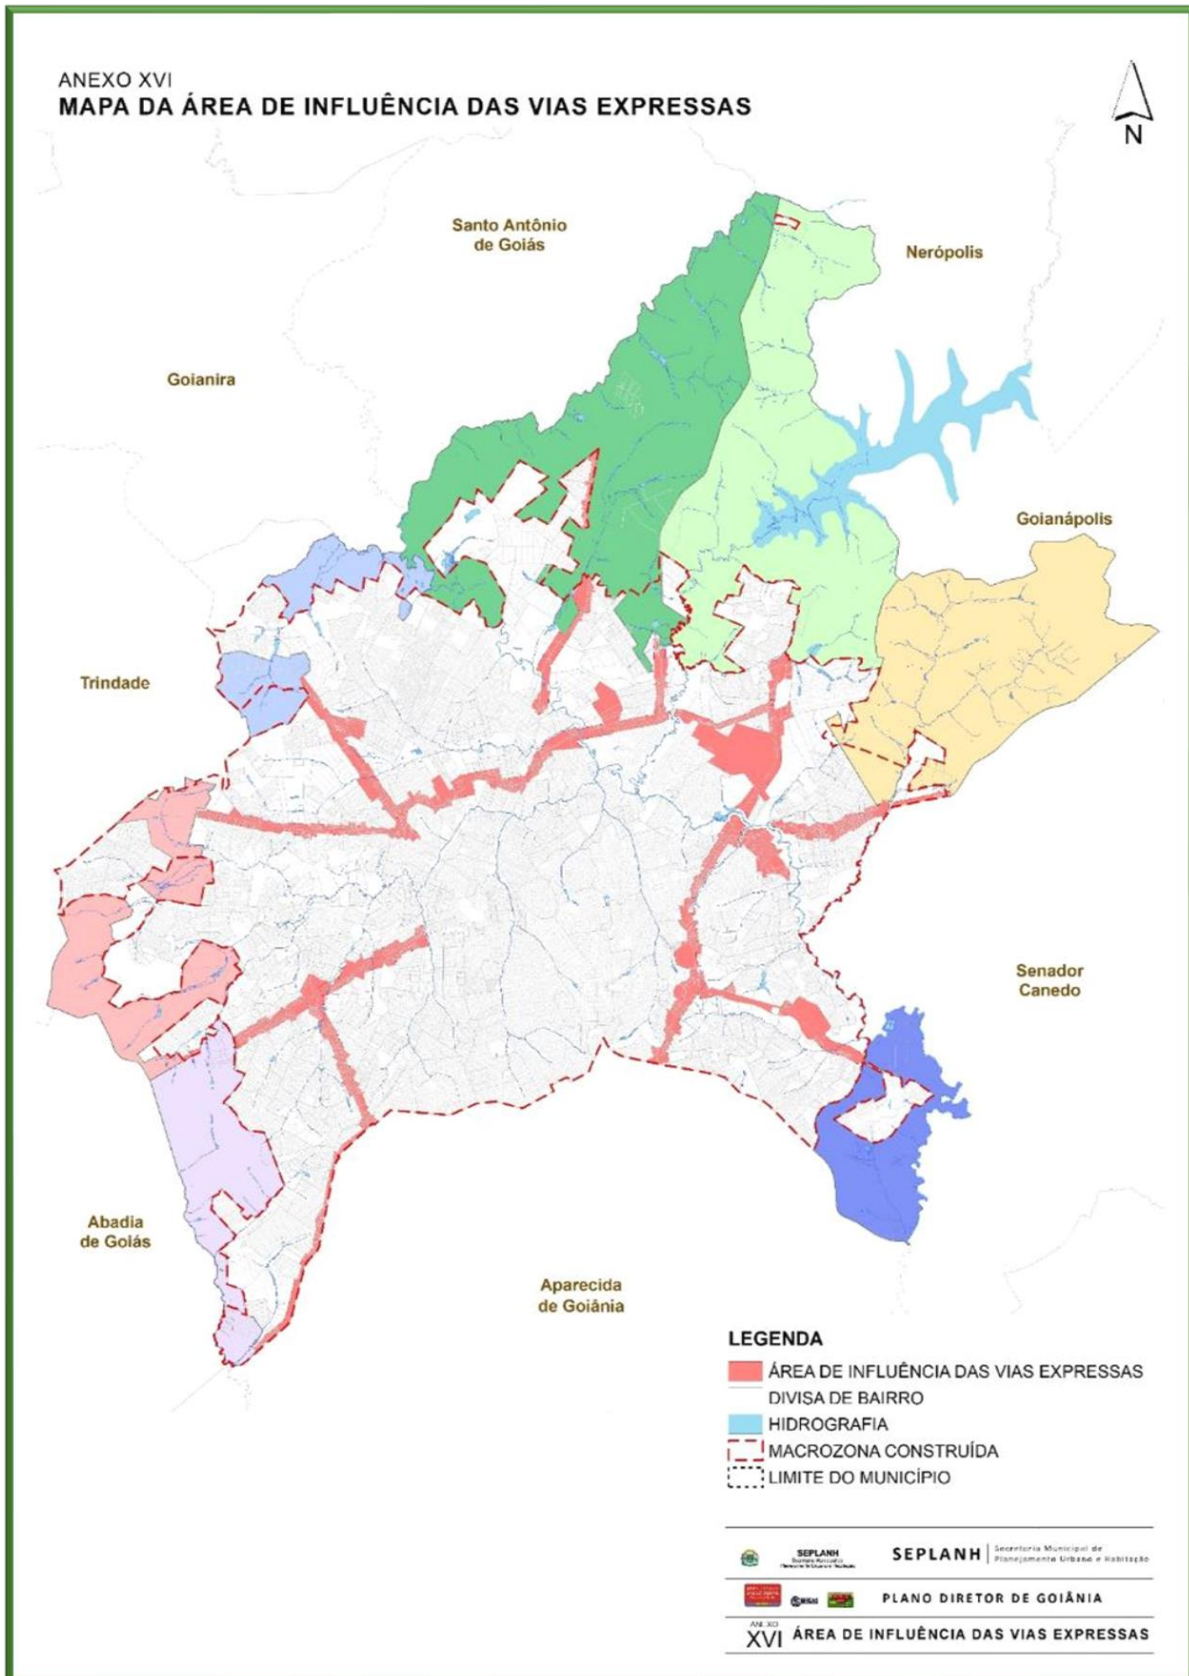 ANEXO XVI
MAPA DA ÁREA DE INFLUÊNCIA DAS VIAS EXPRESSAS
N
Santo Antônio
de Goiás
Nerópolis
Goianira
Goianápolis
Trindade
Senador
Canedo
Abadia
de Goiás
Aparecida
de Goiânia
LEGENDA
ÁREA DE INFLUÊNCIA DAS VIAS EXPRESSAS
DIVISA DE BAIRRO
HIDROGRAFIA
MACROZONA CONSTRUÍDA
LIMITE DO MUNICÍPIO
SEPLANH
SEPLANH
Secretaria Municipal de
Planejamento Urbano e Habitação
PLANO DIRETOR DE GOIÂNIA
ANEXO
XVI ÁREA DE INFLUÊNCIA DAS VIAS EXPRESSAS